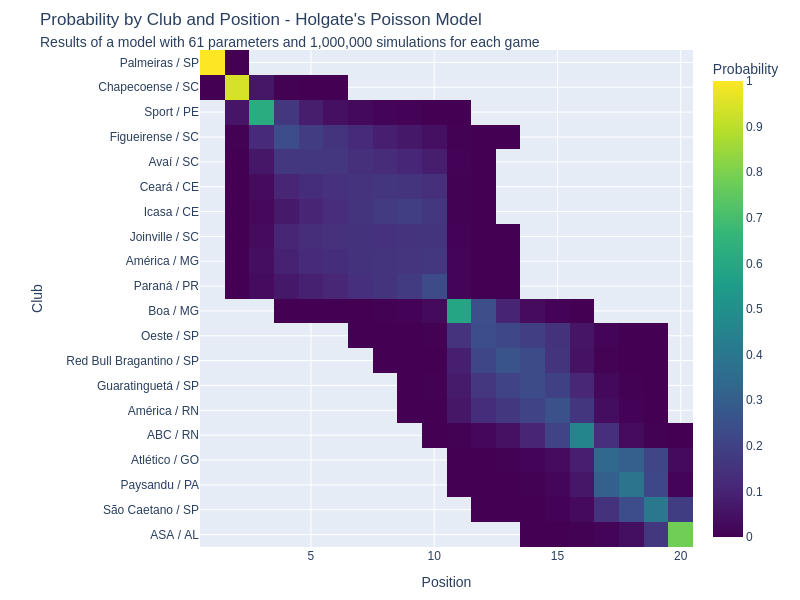 Probability by Club and Position - Holgate's Poisson Model
Results of a model with 61 parameters and 1,000,000 simulations for each game
Probability
Palmeiras / SP
Chapecoense / SC
Sport / PE
Figueirense / SC
Avaí / SC
Ceará / CE
Icasa / CE
Joinville / SC
América / MG
Paraná / PR
Boa / MG
Oeste / SP
Red Bull Bragantino / SP
Guaratinguetá / SP
América / RN
ABC / RN
Atlético / GO
Paysandu / PA
São Caetano / SP
ASA / AL
Club
5
10
15
20
Position
1
0.9
0.8
0.7
0.6
0.5
0.4
0.3
0.2
0.1
0